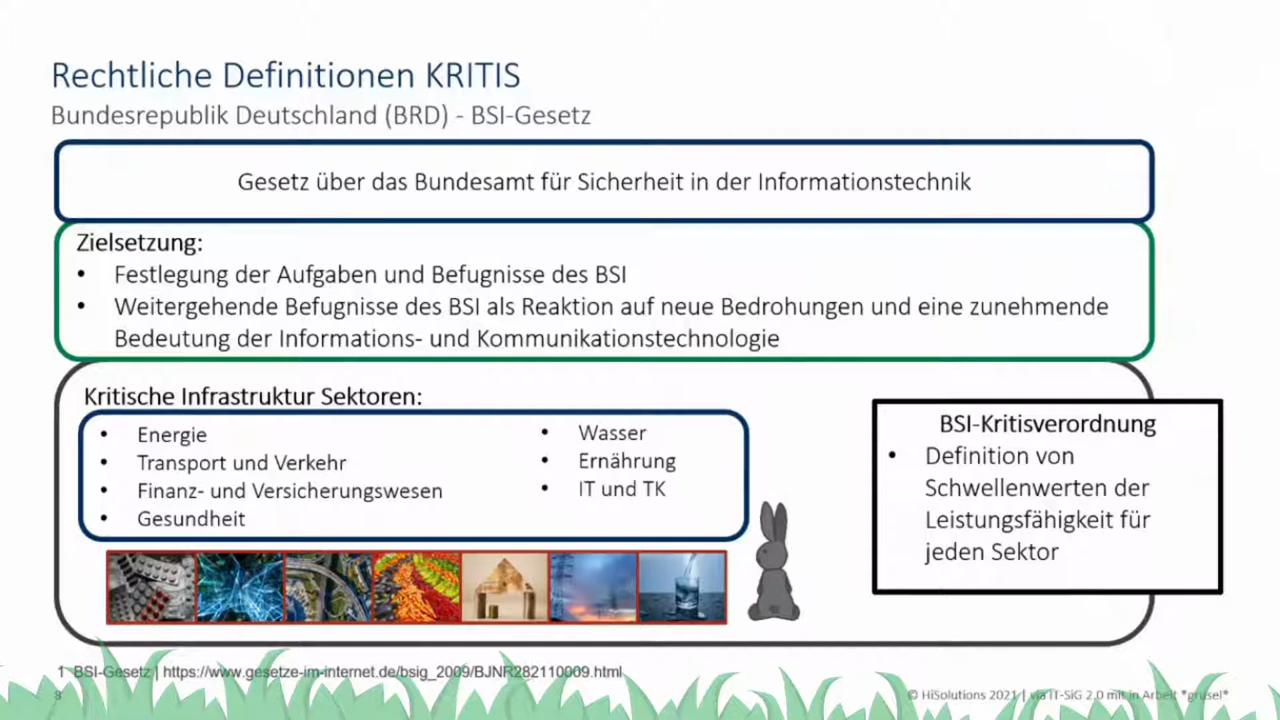 Rechtliche Definitionen KRITIS
Bundesrepublik Deutschland (BRD) - BSI-Gesetz
Gesetz über das Bundesamt für Sicherheit in der Informationstechnik
Zielsetzung:
• Festlegung der Aufgaben und Befugnisse des BSI
• Weitergehende Befugnisse des BSI als Reaktion auf neue Bedrohungen und eine zunehmende
Bedeutung der Informations- und Kommunikationstechnologie
Kritische Infrastruktur Sektoren:
• Energie
• Transport und Verkehr
• Finanz- und Versicherungswesen
• Gesundheit
• Wasser
• Ernährung
• IT und TK
BSI-Kritisverordnung
• Definition von
Schwellenwerten der
Leistungsfähigkeit für
jeden Sektor
1 BSI-Gesetz | https://www.gesetze-im-internet.de/bsig_2009/BJNR282110009.html
8
© HiSolutions 2021 | via IT-SiG 2.0 mit in Arbeit *grusel*